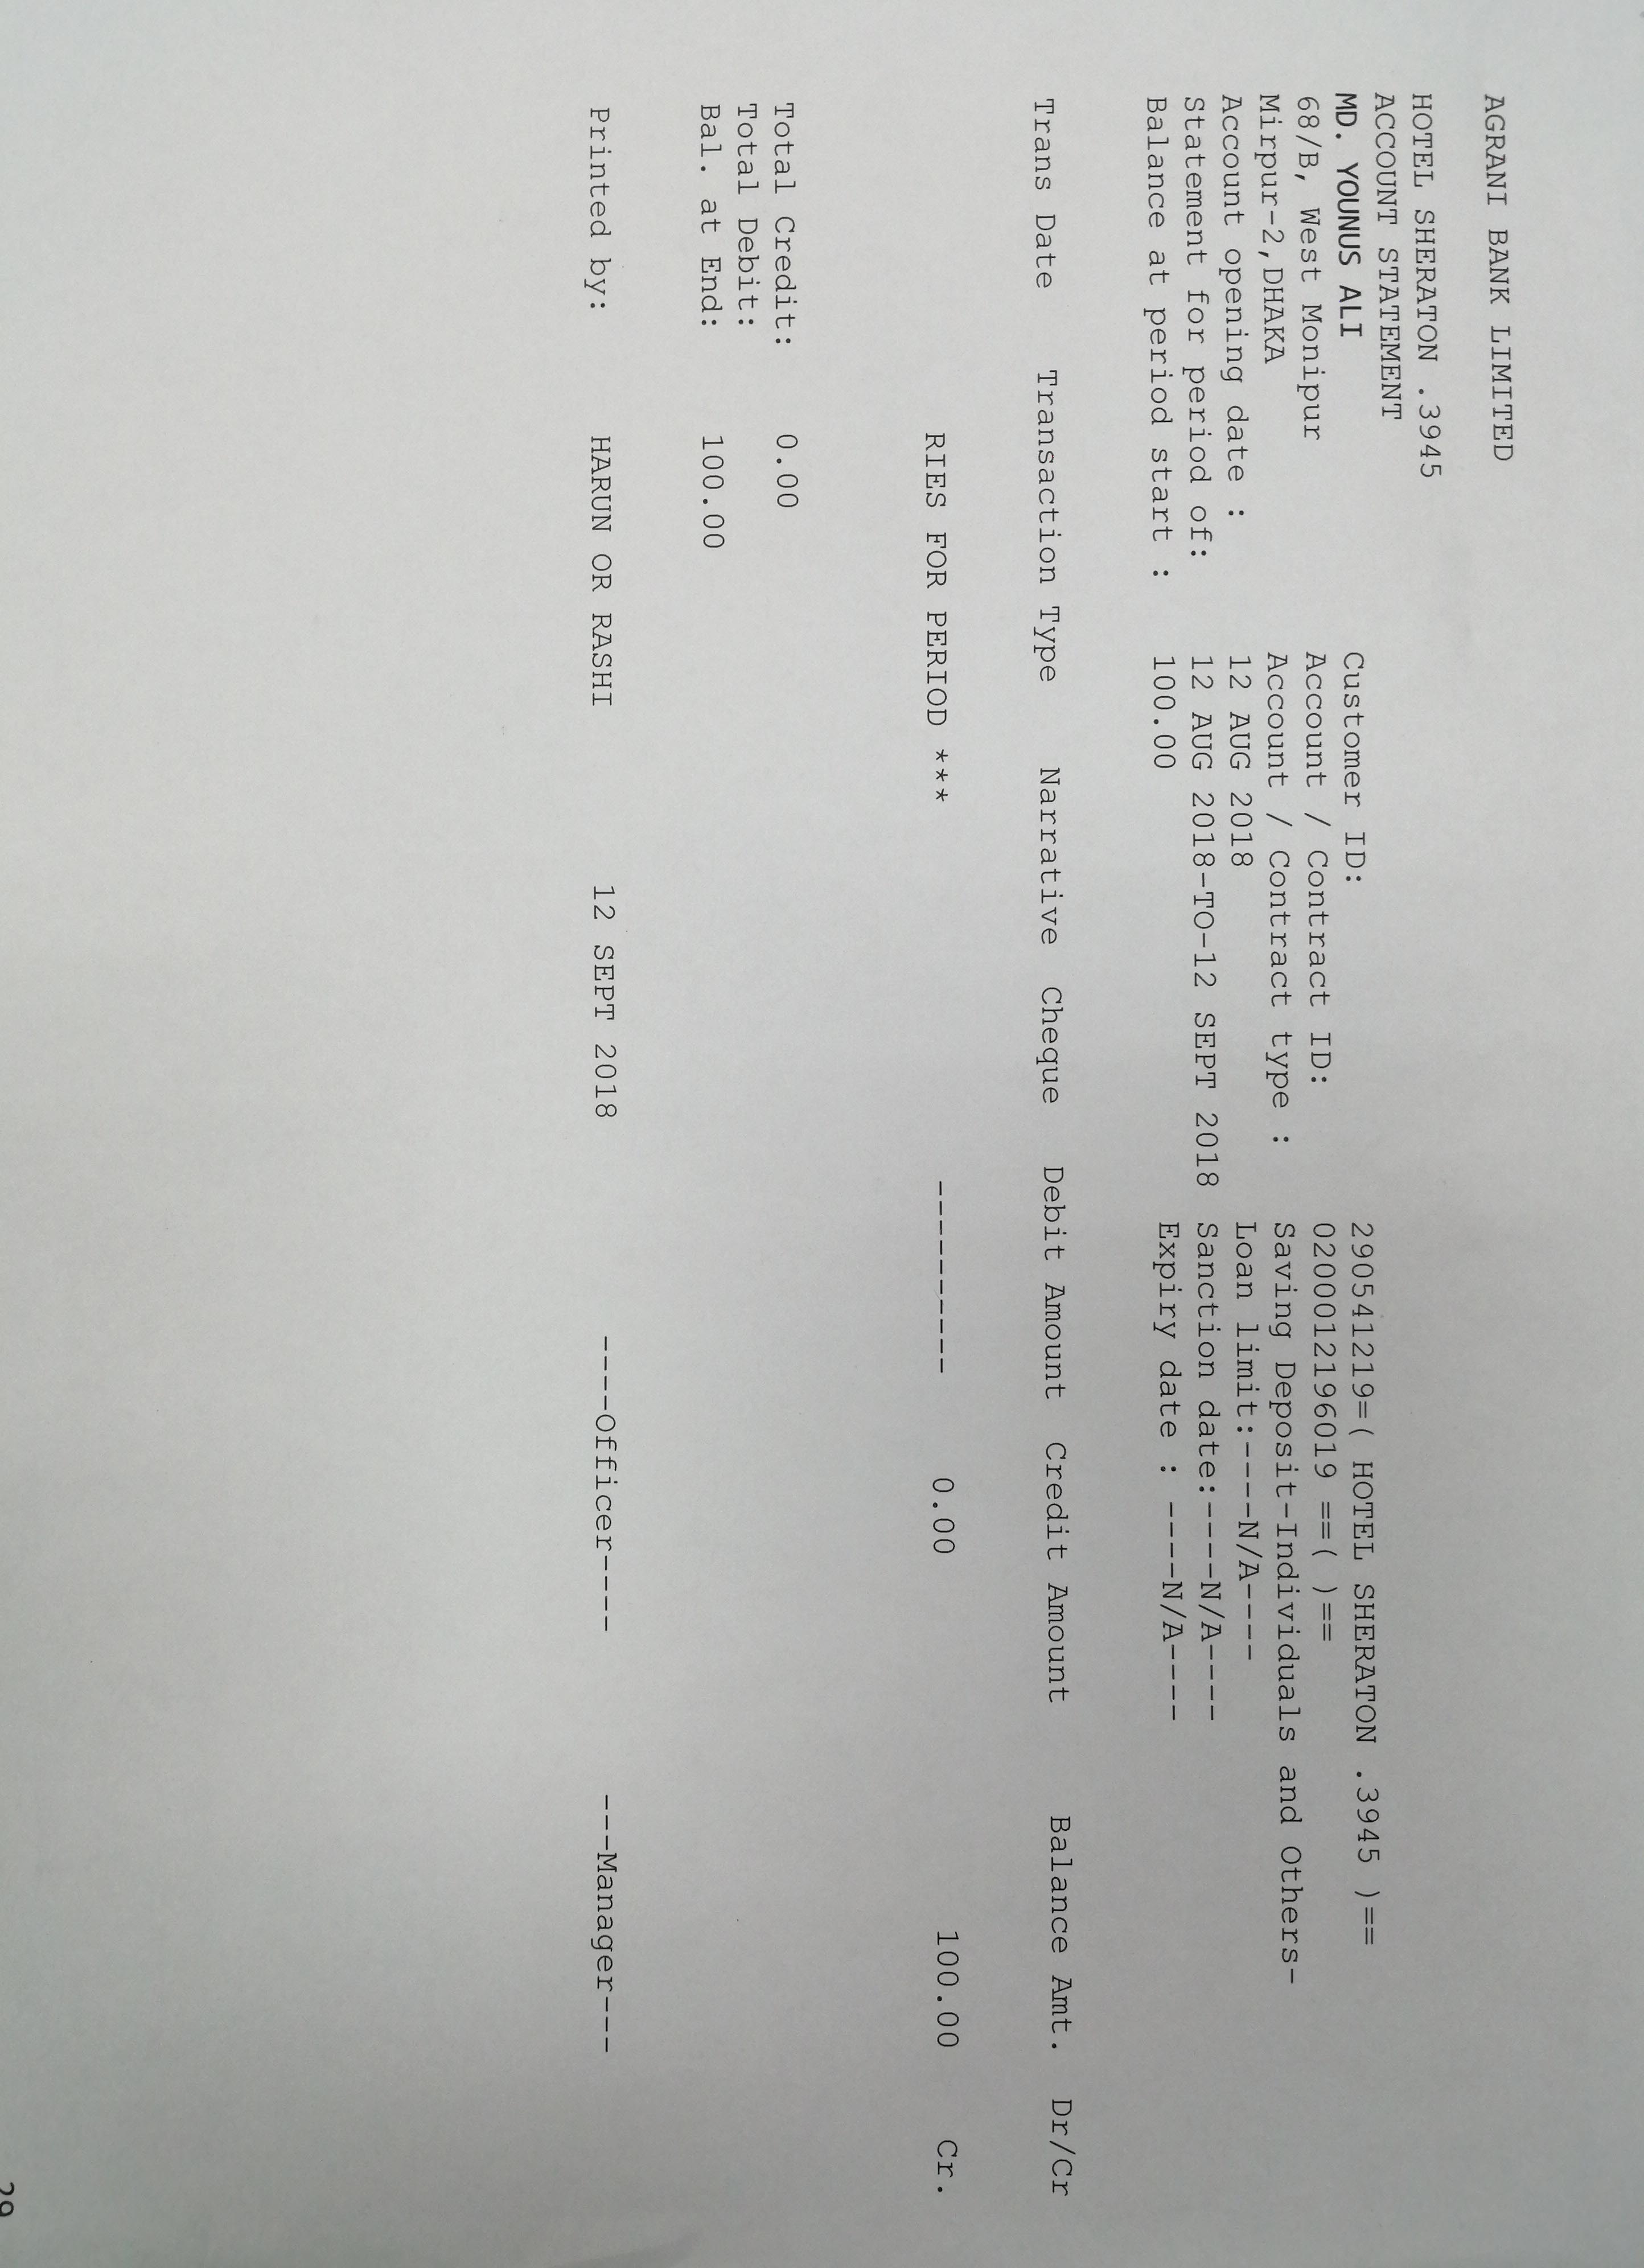 AGRANI BANK LIMITED
HOTEL SHERATON .3945
ACCOUNT STATEMENT
MD. YOUNUS ALI Customer ID: 290541219=( HOTEL SHERATON .3945 )==
68/B, West Monipur Account / Contract ID: 0200012196019 ==( )==
Mirpur-2,DHAKA Account / Contract type : Saving Deposit-Individuals and Others-
Account opening date : 12 AUG 2018 Loan limit:----N/A----
Statement for period of: 12 AUG 2018-TO-12 SEPT 2018 Sanction date:----N/A----
Balance at period start : 100.00 Expiry date : ----N/A----
Trans Date Transaction Type Narrative Cheque Debit Amount Credit Amount Balance Amt. Dr/Cr
RIES FOR PERIOD *** ---------- 0.00 100.00 Cr.
Total Credit: 0.00
Total Debit:
Bal. at End: 100.00
Printed by: HARUN OR RASHI 12 SEPT 2018 ----Officer---- ---Manager---
29